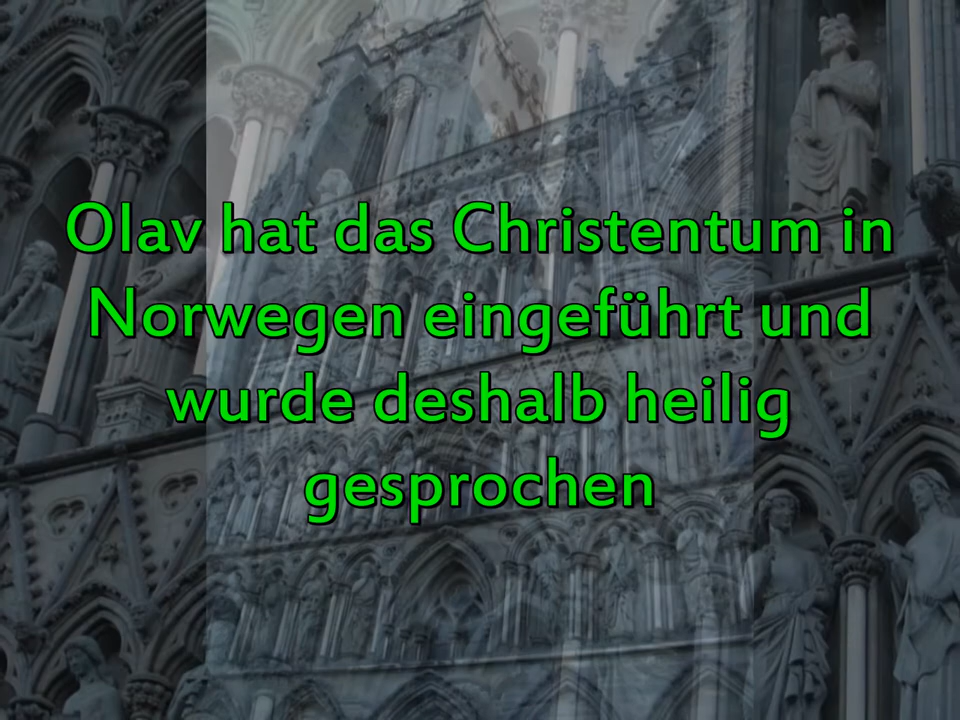 Olav hat das Christentum in
Norwegen eingeführt und
wurde deshalb heilig
gesprochen